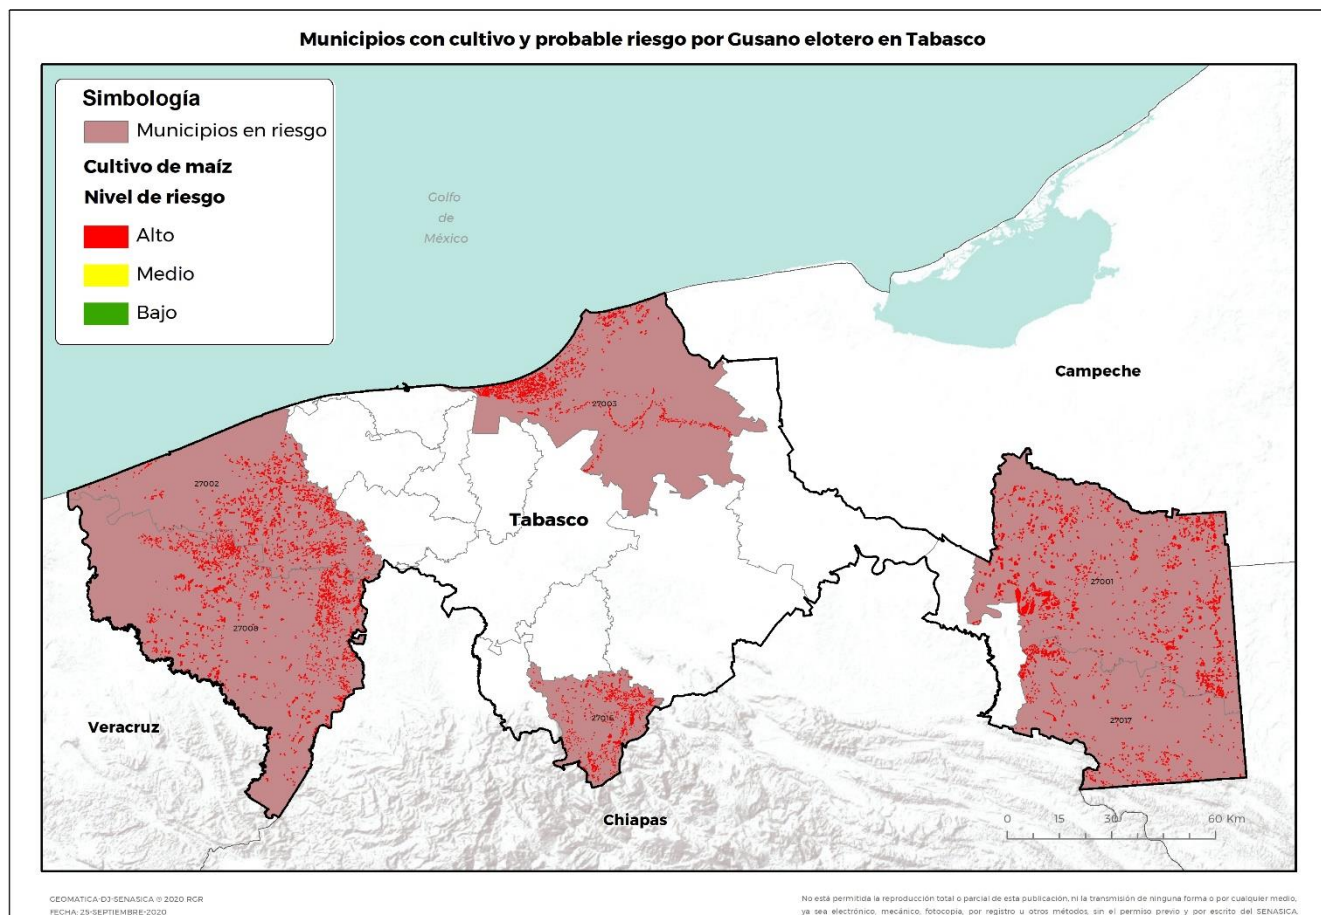 Municipios con cultivo y probable riesgo por Gusano elotero en Tabasco
Simbología
Municipios en riesgo
Cultivo de maíz
Nivel de riesgo
Alto
Medio
Bajo
Golfo
de
México
Campeche
27003
27002
Tabasco
27001
27008
27016
27017
Veracruz
Chiapas
0 15 30 60 Km
GEOMATICA-DJ-SENASICA © 2020 RGR
FECHA: 25-SEPTIEMBRE-2020
No está permitida la reproducción total o parcial de esta publicación, ni la transmisión de ninguna forma o por cualquier medio,
ya sea electrónico, mecánico, fotocopia, por registro u otros métodos, sin el permiso previo y por escrito del SENASICA.